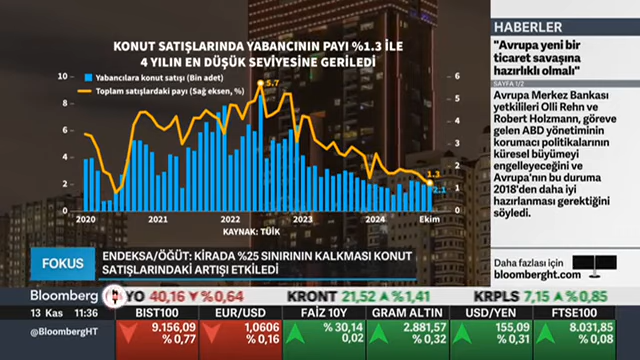 KONUT SATIŞLARINDA YABANCININ PAYI %1.3 İLE
4 YILIN EN DÜŞÜK SEVİYESİNE GERİLEDİ
Yabancılara konut satışı (Bin adet)
Toplam satışlardaki payı (Sağ eksen, %)
10
8
6
4
2
0
6
5
4
3
2
1
0
5.7
1.3
2.1
2020
2021
2022
2023
2024
Ekim
KAYNAK: TÜİK
HABERLER
"Avrupa yeni bir
ticaret savaşına
hazırlıklı olmalı"
SAYFA 1/2
Avrupa Merkez Bankası
yetkilileri Olli Rehn ve
Robert Holzmann, göreve
gelen ABD yönetiminin
korumacı politikalarının
küresel büyümeyi
engelleyeceğini ve
Avrupa'nın bu duruma
2018'den daha iyi
hazırlanması gerektiğini
söyledi.
Daha fazlası için
bloomberght.com
FOKUS
ENDEKSA/ÖĞÜT: KİRADA %25 SINIRININ KALKMASI KONUT
SATIŞLARINDAKİ ARTIŞI ETKİLEDİ
Bloomberg
YO 40,16 %0,64
KRONT 21,52 %1,41
KRPLS 7,15 %0,85
13 Kas 11:36
@BloombergHT
BIST100
9.156,09
% 0,77
EUR/USD
1,0606
% 0,16
FAİZ 10Y
% 30,14
0,02
GRAM ALTIN
2.881,57
% 0,32
USD/YEN
155,09
% 0,31
FTSE100
8.031,85
% 0,08